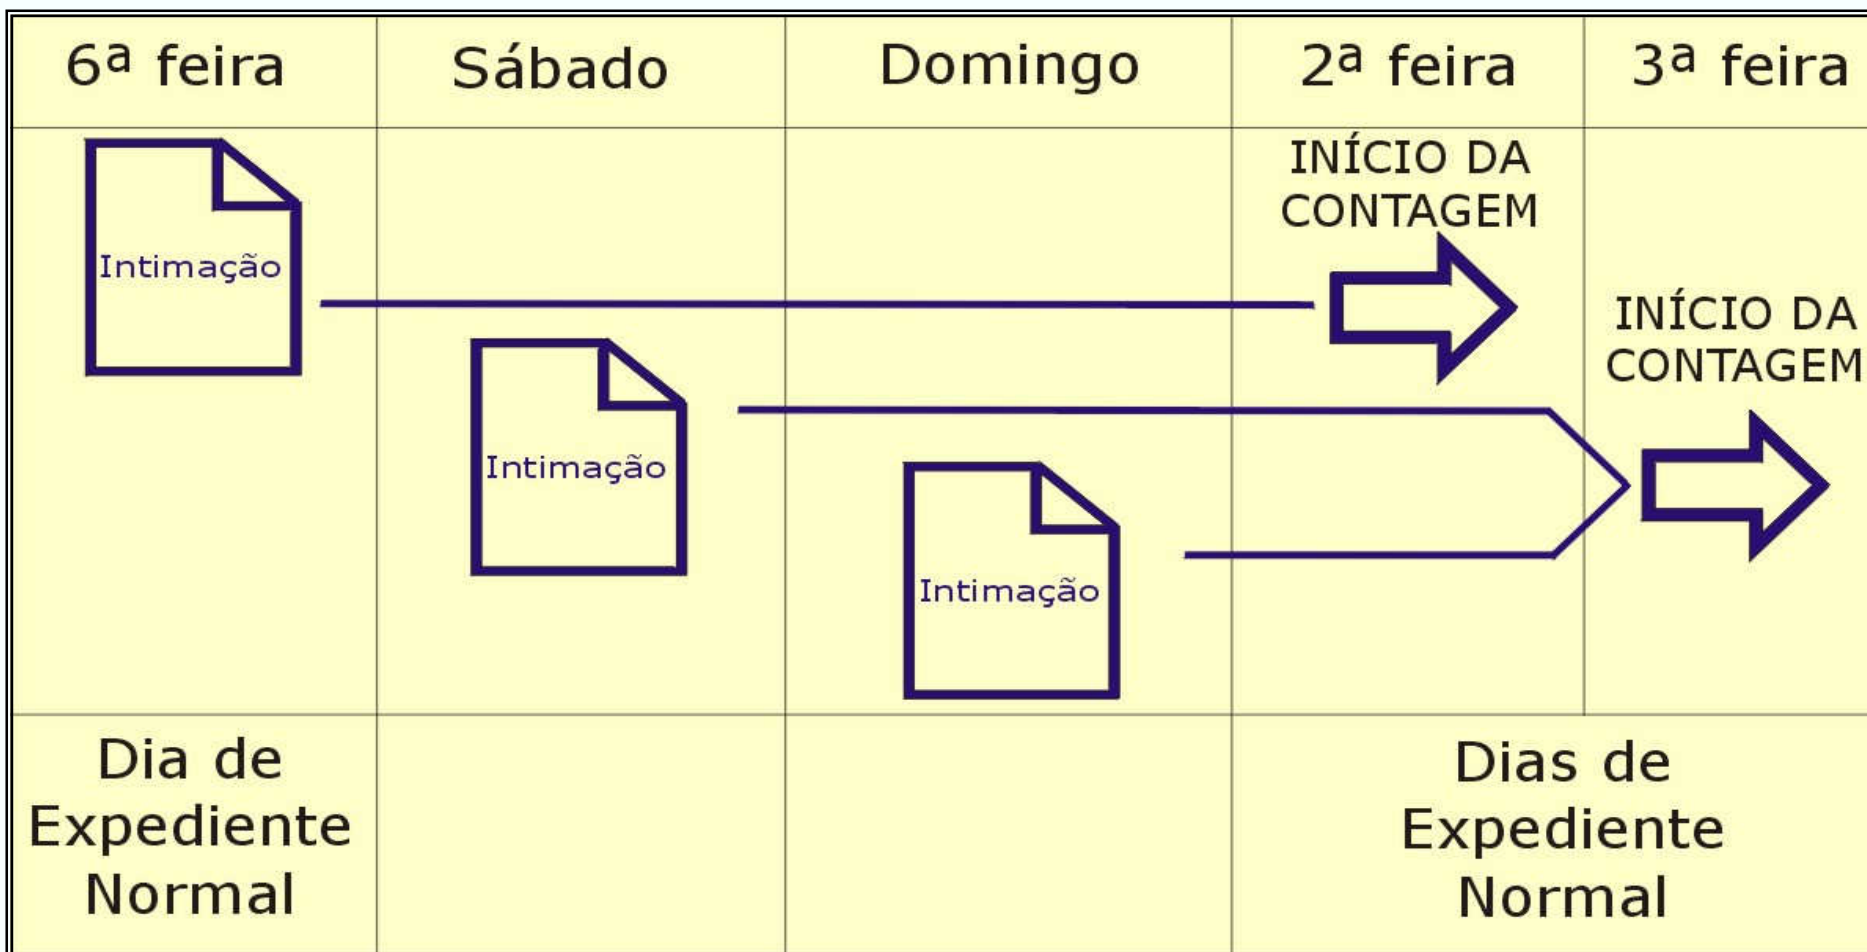 6ª feira
Sábado
Domingo
2ª feira
3ª feira
Intimação
Intimação
Intimação
INÍCIO DA
CONTAGEM
INÍCIO DA
CONTAGEM
Dia de
Expediente
Normal
Dias de
Expediente
Normal